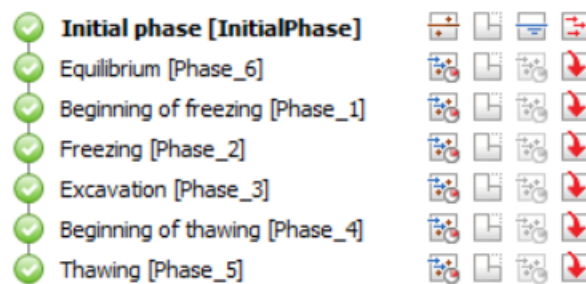 Initial phase [InitialPhase]
Equilibrium [Phase_6]
Beginning of freezing [Phase_1]
Freezing [Phase_2]
Excavation [Phase_3]
Beginning of thawing [Phase_4]
Thawing [Phase_5]